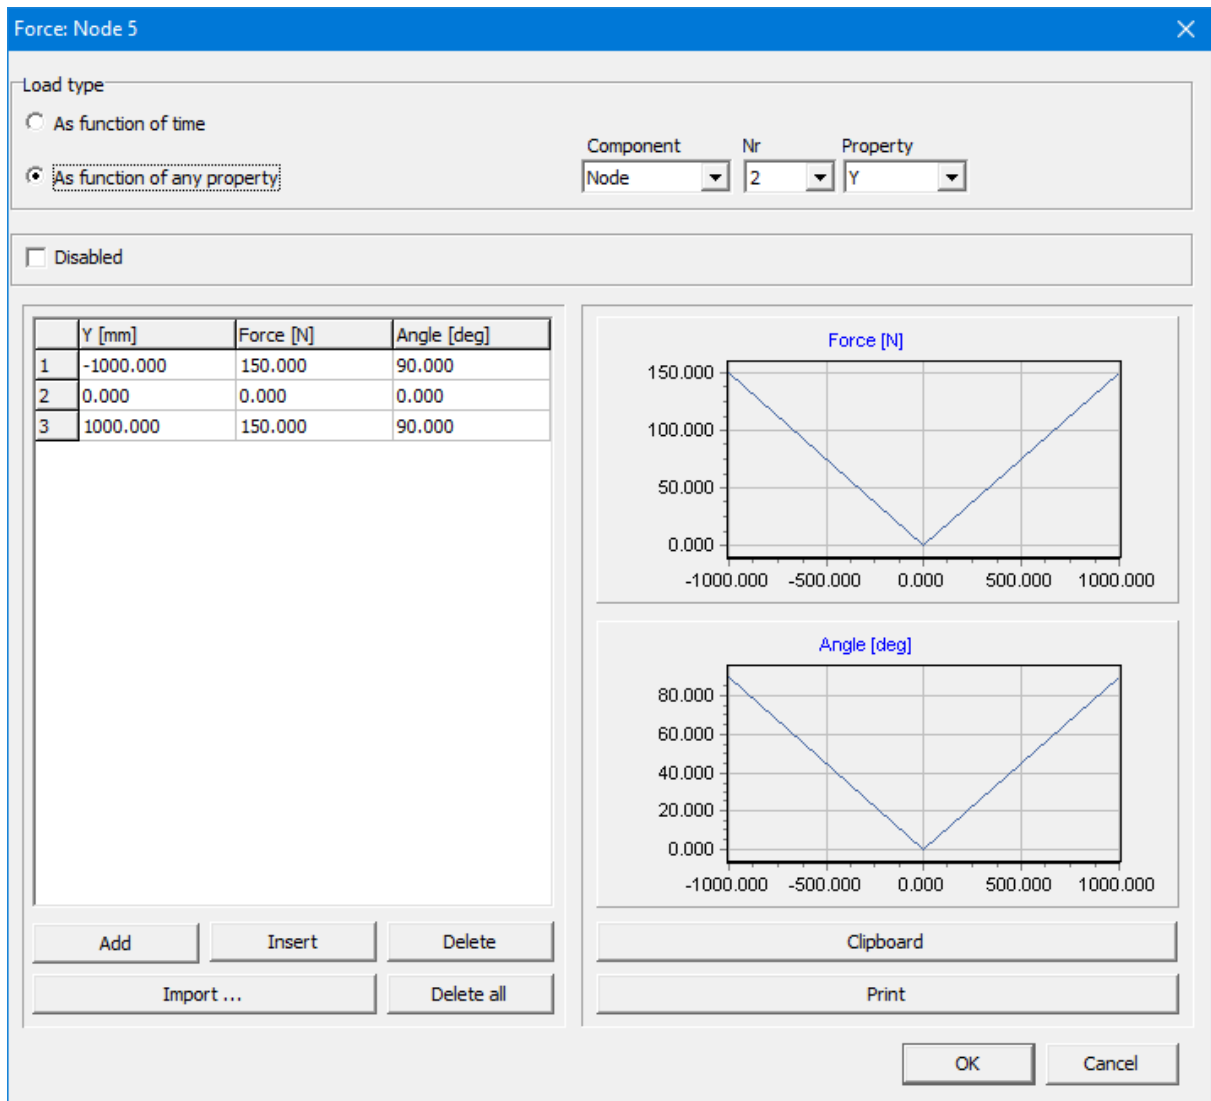 Force: Node 5
Load type
As function of time
Component Nr Property
As function of any property Node 2 Y
Disabled
Y [mm] Force [N] Angle [deg]
1 -1000.000 150.000 90.000
2 0.000 0.000 0.000
3 1000.000 150.000 90.000
Add Insert Delete
Import ... Delete all
Force [N]
150.000
100.000
50.000
0.000
-1000.000 -500.000 0.000 500.000 1000.000
Angle [deg]
80.000
60.000
40.000
20.000
0.000
-1000.000 -500.000 0.000 500.000 1000.000
Clipboard
Print
OK Cancel